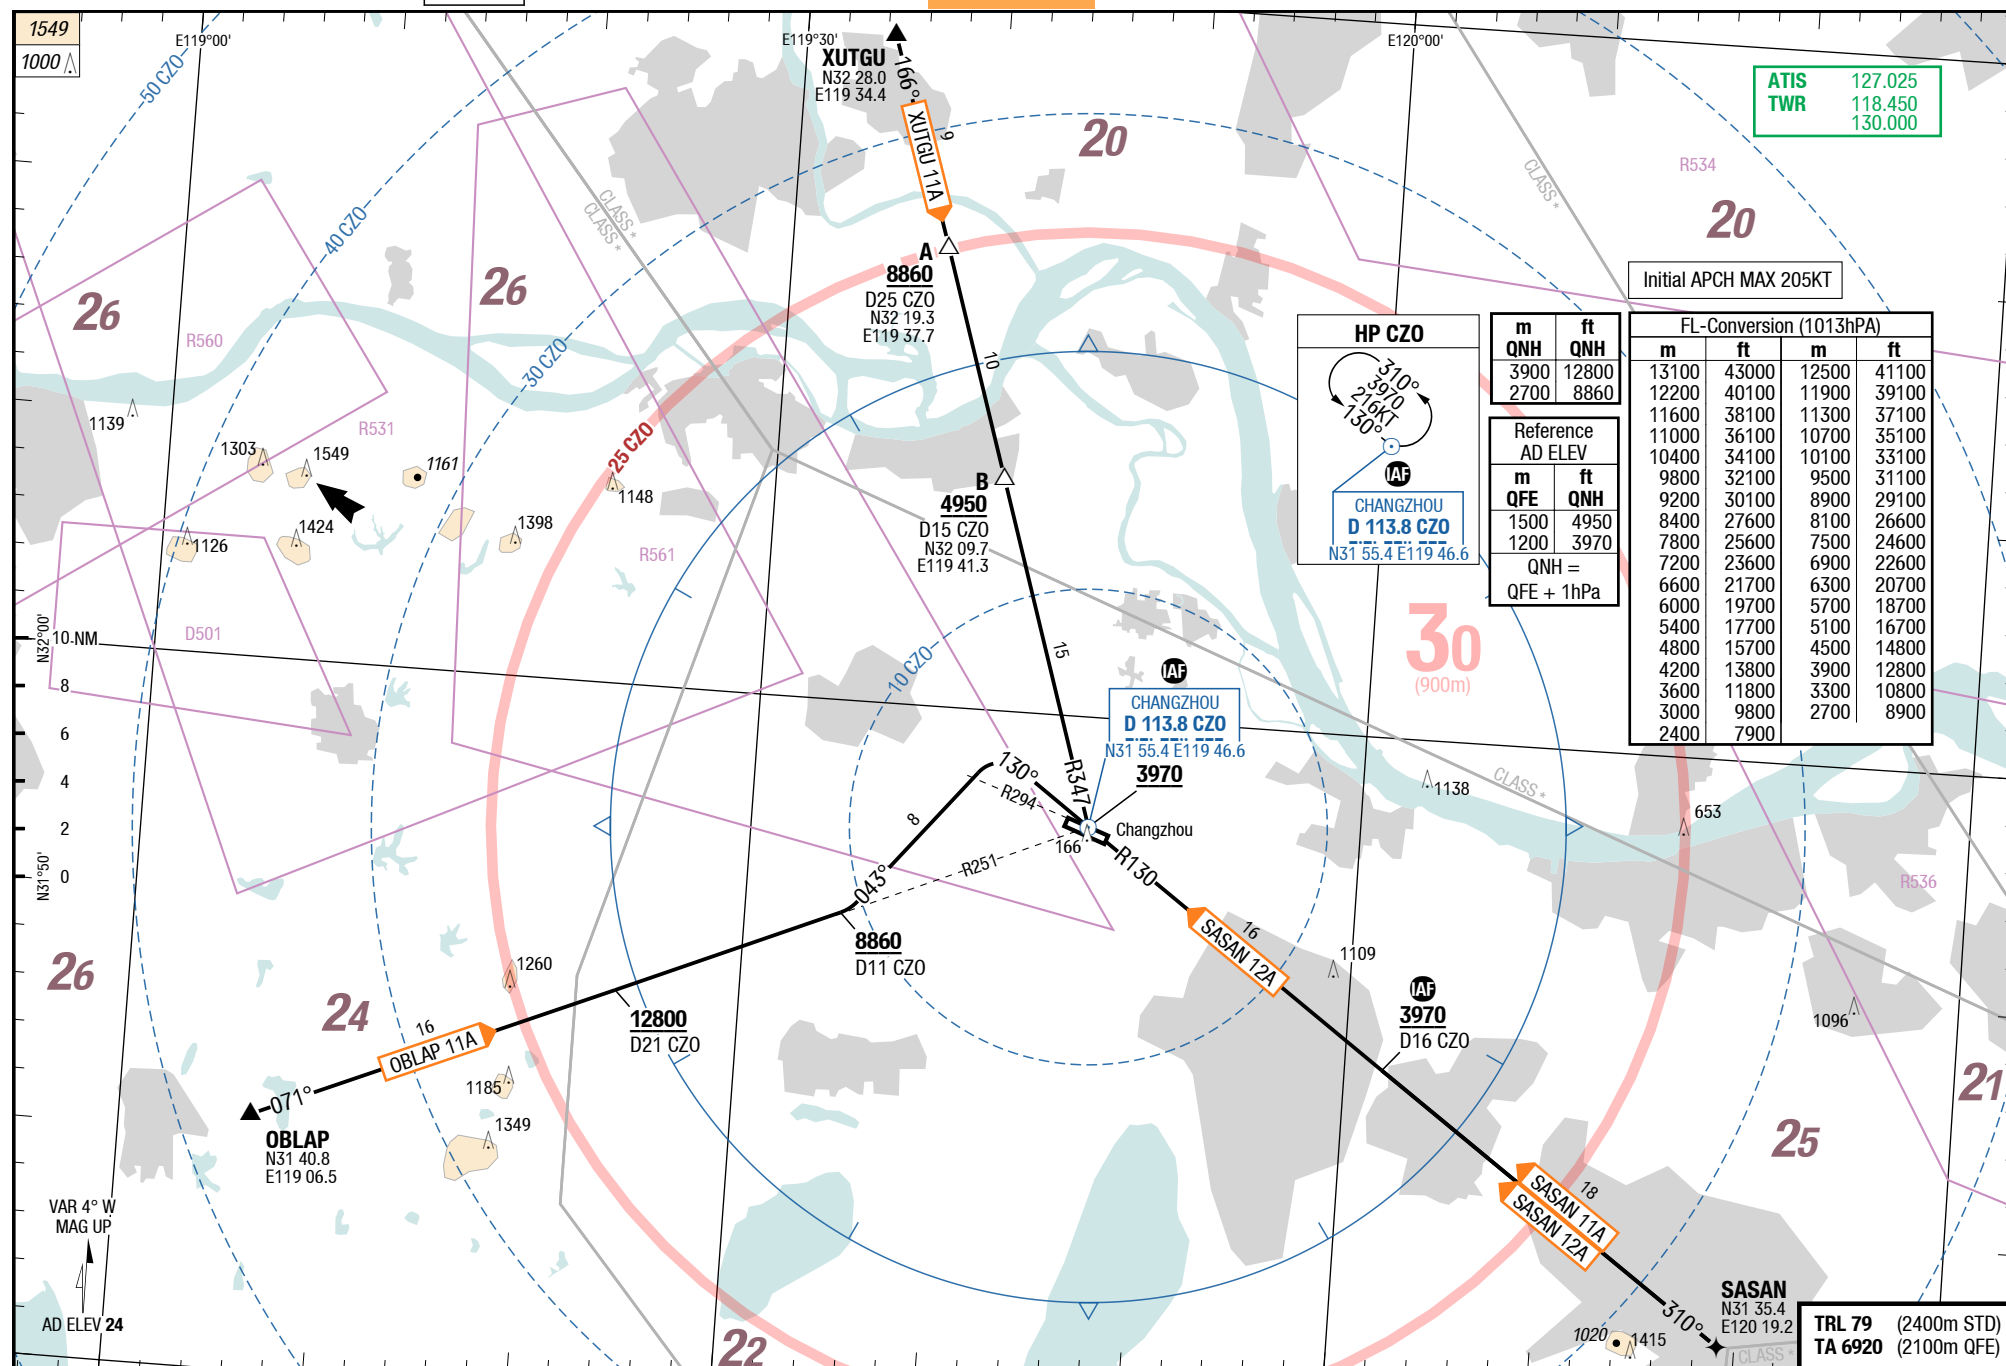 1549
1000
E119°00'
E119°30'
E120°00'
50 CZO
40 CZO
30 CZO
25 CZO
10 CZO
XUTGU
N32 28.0
E119 34.4
166°
9
XUTGU 11A
20
ATIS 127.025
TWR 118.450
130.000
R534
20
CLASS *
CLASS *
CLASS *
26
26
R560
A
8860
D25 CZO
N32 19.3
E119 37.7
10
Initial APCH MAX 205KT
HP CZO
310°
3970
216KT
130°
IAF
CHANGZHOU
D 113.8 CZO
N31 55.4 E119 46.6
m ft
QNH QNH
3900 12800
2700 8860
Reference
AD ELEV
m ft
QFE QNH
1500 4950
1200 3970
QNH =
QFE + 1hPa
FL-Conversion (1013hPA)
m ft m ft
13100 43000 12500 41100
12200 40100 11900 39100
11600 38100 11300 37100
11000 36100 10700 35100
10400 34100 10100 33100
9800 32100 9500 31100
9200 30100 8900 29100
8400 27600 8100 26600
7800 25600 7500 24600
7200 23600 6900 22600
6600 21700 6300 20700
6000 19700 5700 18700
5400 17700 5100 16700
4800 15700 4500 14800
4200 13800 3900 12800
3600 11800 3300 10800
3000 9800 2700 8900
2400 7900
1139
R531
1303
1549
1161
1148
1126
1424
1398
R561
B
4950
D15 CZO
N32 09.7
E119 41.3
15
D501
N32°00'
10 NM
8
6
4
2
0
N31°50'
30
(900m)
IAF
CHANGZHOU
D 113.8 CZO
N31 55.4 E119 46.6
3970
R347
130°
R294
8
043°
R251
166
Changzhou
R130
1138
CLASS *
653
R536
8860
D11 CZO
16
SASAN 12A
1109
IAF
3970
D16 CZO
1096
26
24
1260
12800
D21 CZO
16
OBLAP 11A
071°
OBLAP
N31 40.8
E119 06.5
1185
1349
21
25
18
SASAN 11A
SASAN 12A
VAR 4° W
MAG UP
AD ELEV 24
22
310°
SASAN
N31 35.4
E120 19.2
1020
1415
CLASS *
TRL 79 (2400m STD)
TA 6920 (2100m QFE)